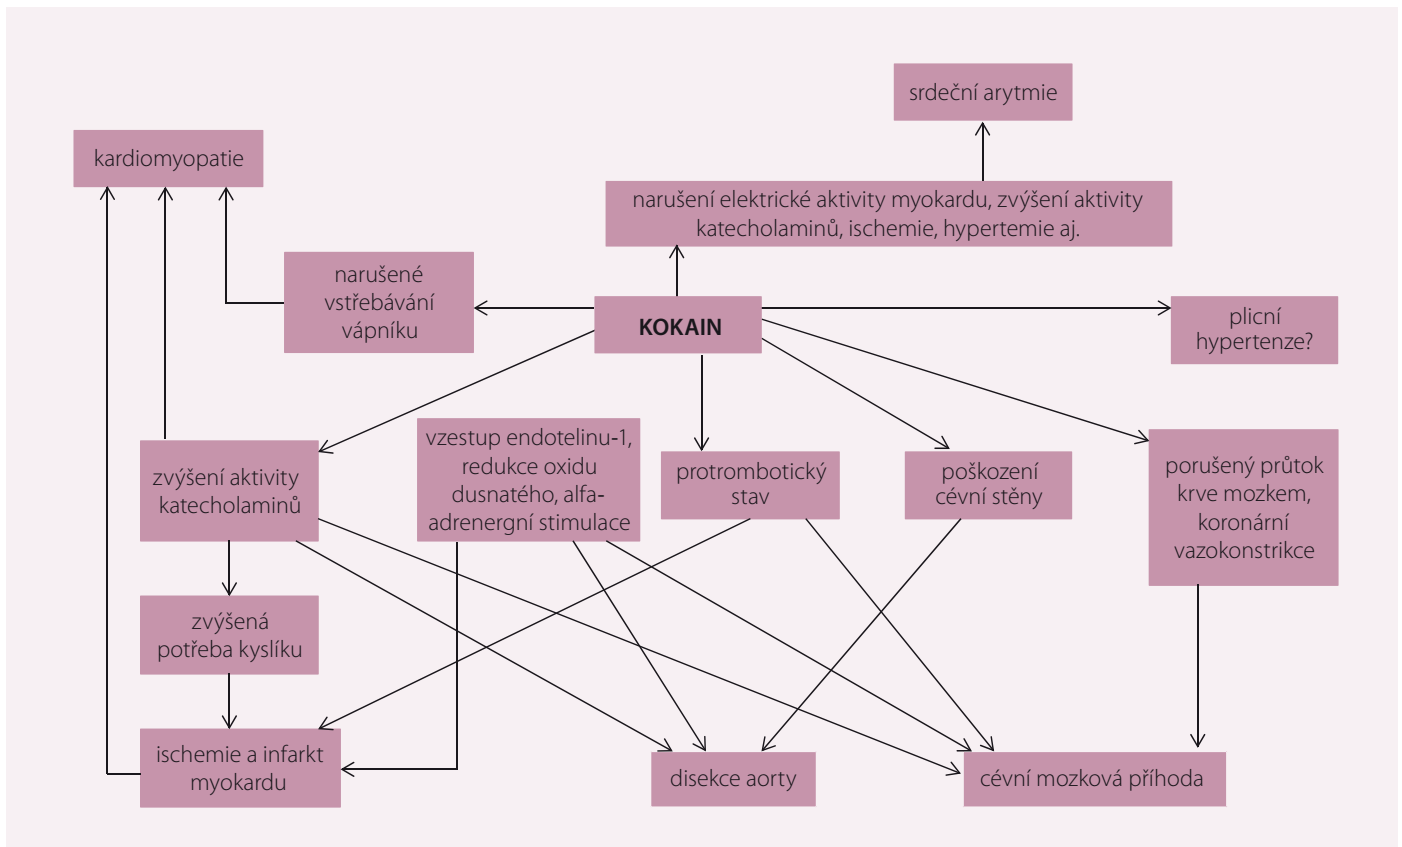 srdeční arytmie
kardiomyopatie
narušení elektrické aktivity myokardu, zvýšení aktivity
katecholaminů, ischemie, hypertemie aj.
narušené
vstřebávání
vápníku
KOKAIN
plicní
hypertenze?
zvýšení aktivity
katecholaminů
vzestup endotelinu-1,
redukce oxidu
dusnatého, alfa-
adrenergní stimulace
protrombotický
stav
poškození
cévní stěny
porušený průtok
krve mozkem,
koronární
vazokonstrikce
zvýšená
potřeba kyslíku
ischemie a infarkt
myokardu
disekce aorty
cévní mozková příhoda